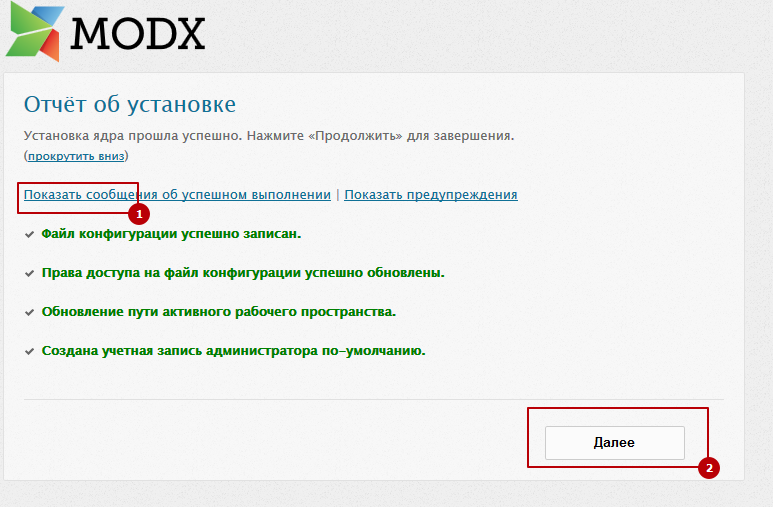 MODX
Отчёт об установке
Установка ядра прошла успешно. Нажмите «Продолжить» для завершения.
(прокрутить вниз)
Показать сообщения об успешном выполнении | Показать предупреждения
1
Файл конфигурации успешно записан.
Права доступа на файл конфигурации успешно обновлены.
Обновление пути активного рабочего пространства.
Создана учетная запись администратора по-умолчанию.
Далее
2